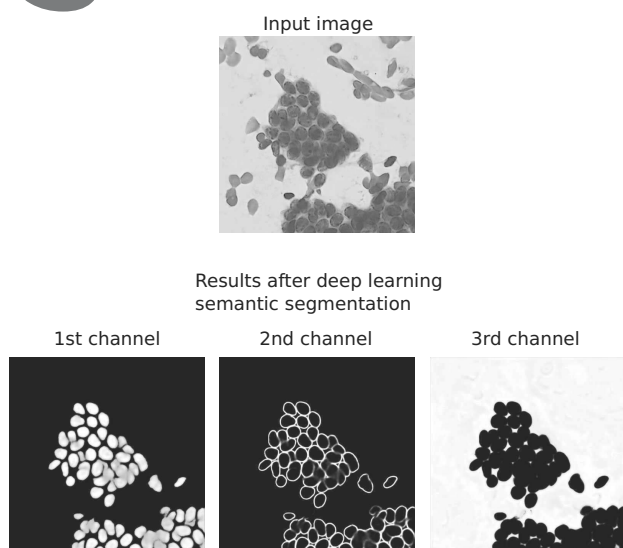 Input image
Results after deep learning
semantic segmentation
1st channel
2nd channel
3rd channel